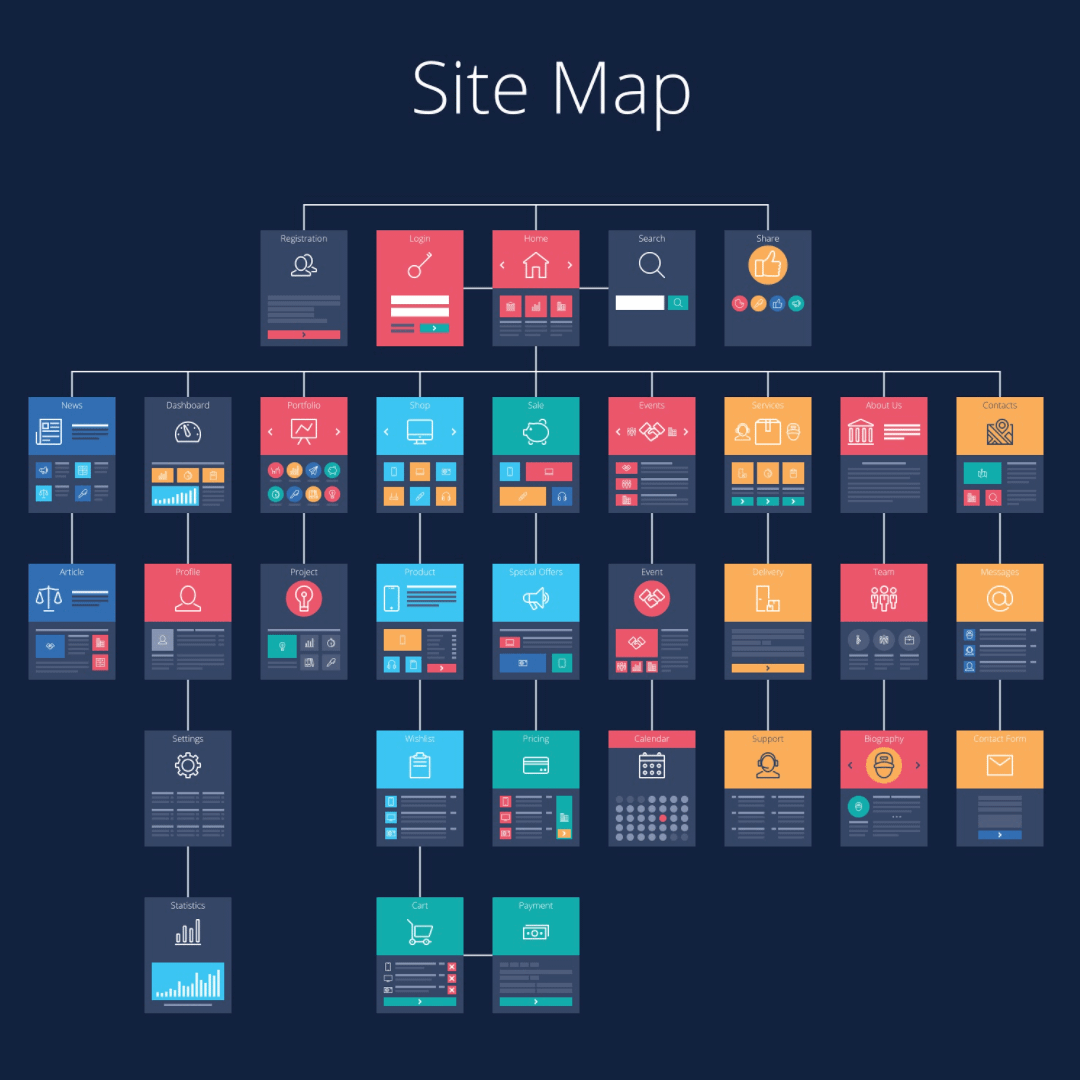 Site Map
Registration
Login
Home
Search
Share
News
Dashboard
Portfolio
Shop
Sale
Events
Services
About Us
Contacts
Article
Profile
Project
Product
Special Offers
Event
Delivery
Team
Messages
Settings
Wishlist
Pricing
Calendar
Support
Biography
Contact Form
Statistics
Cart
Payment